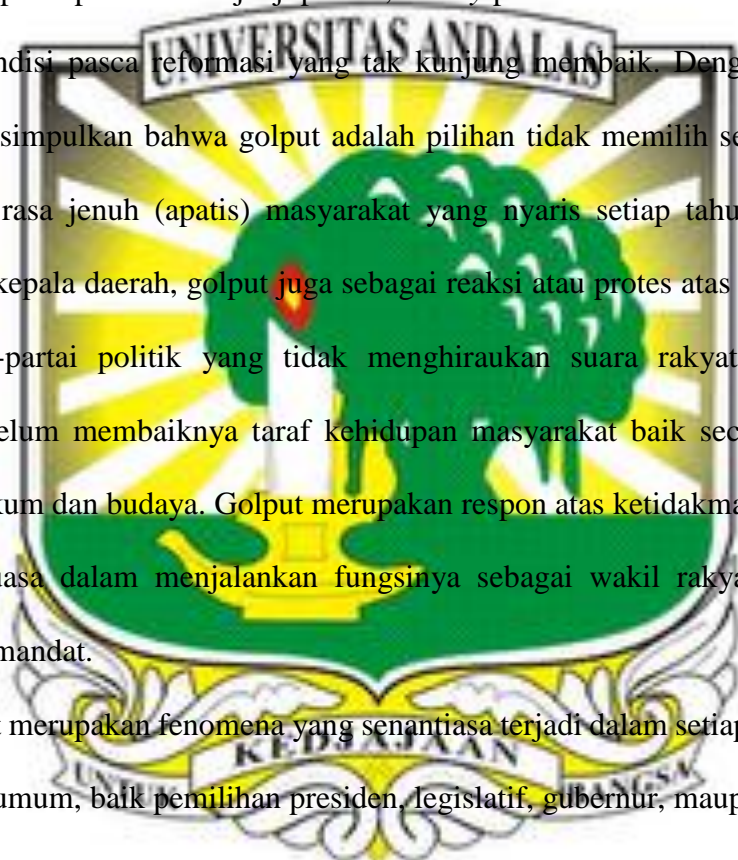 UNIVERSITAS ANDALAS
ndisi pasca reformasi yang tak kunjung membaik. Deng
simpulkan bahwa golput adalah pilihan tidak memilih se
rasa jenuh (apatis) masyarakat yang nyaris setiap tahu
kepala daerah, golput juga sebagai reaksi atau protes atas
-partai politik yang tidak menghiraukan suara rakyat
elum membaiknya taraf kehidupan masyarakat baik sec
kum dan budaya. Golput merupakan respon atas ketidakma
uasa dalam menjalankan fungsinya sebagai wakil rakya
mandat.
t merupakan fenomena yang senantiasa terjadi dalam setiap
KEDJAJAAN
UNTUK BANGSA
umum, baik pemilihan presiden, legislatif, gubernur, maup